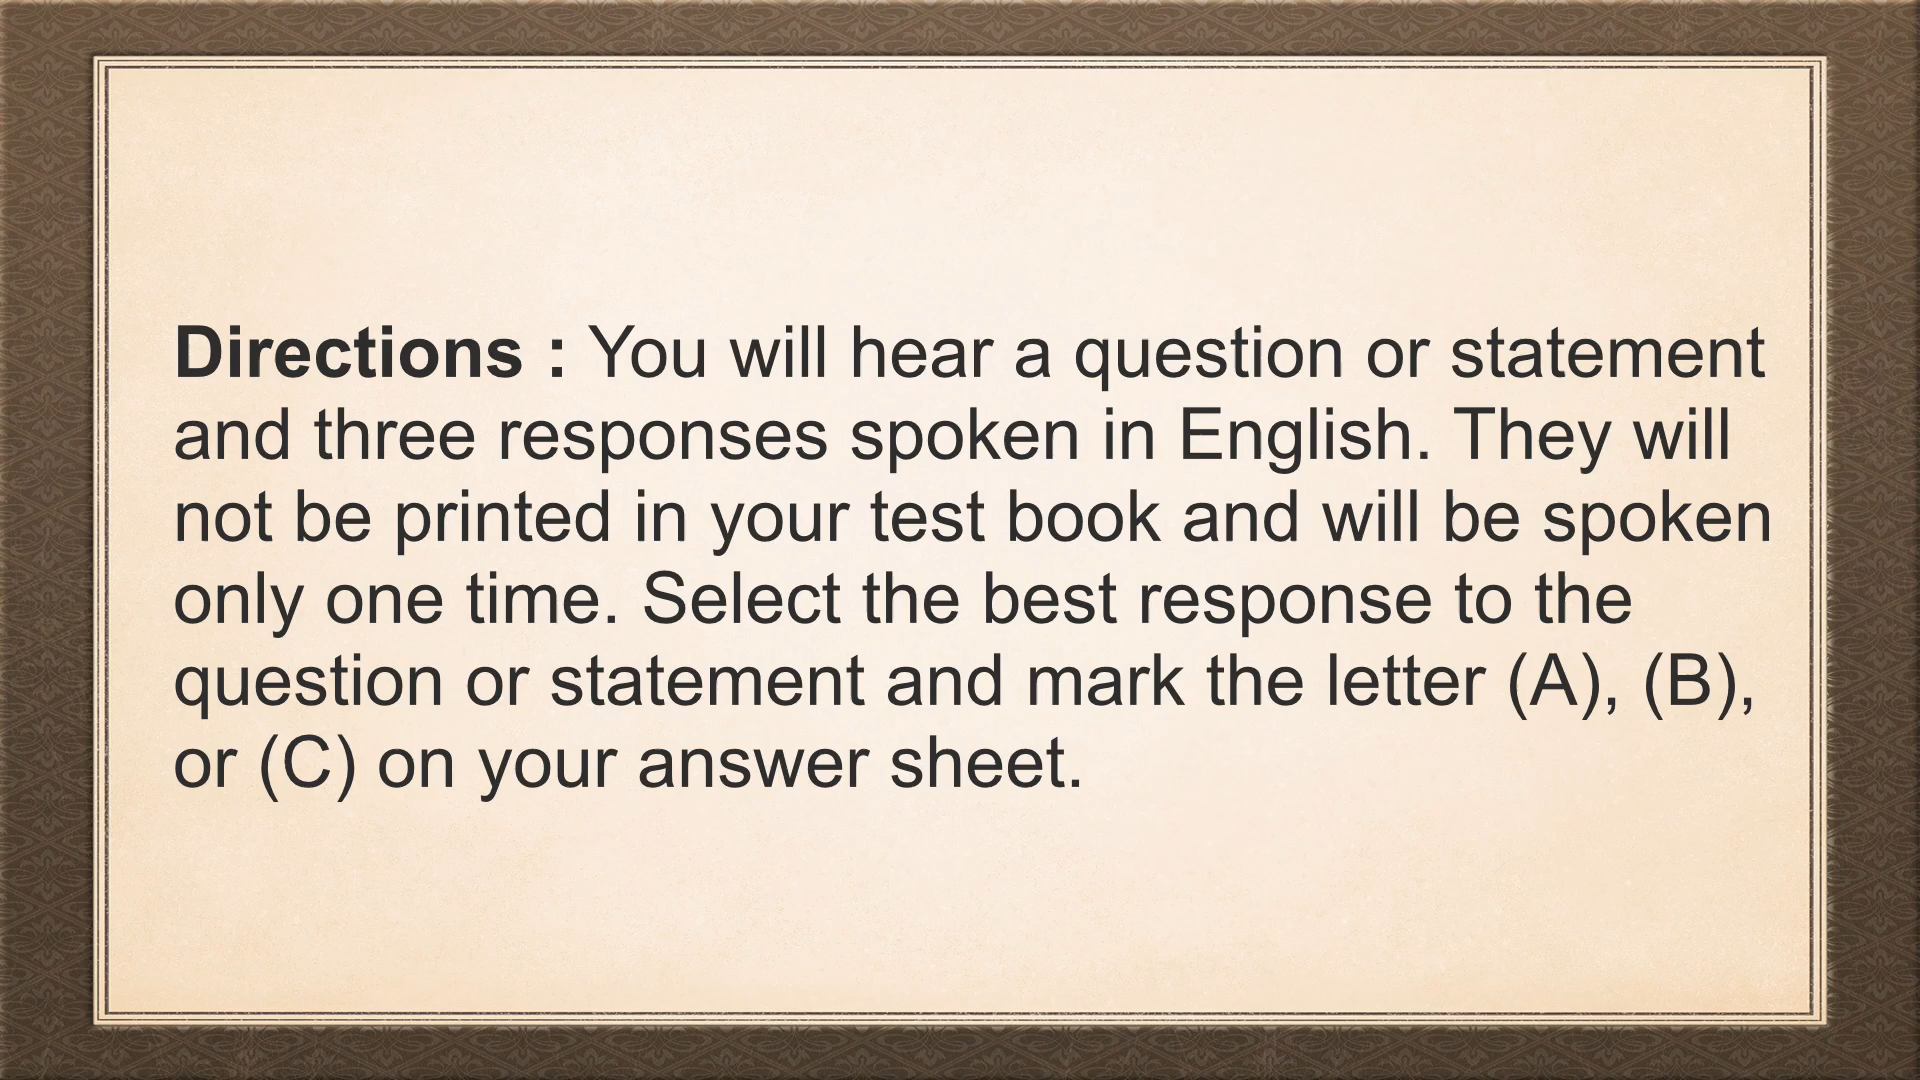 Directions : You will hear a question or statement
and three responses spoken in English. They will
not be printed in your test book and will be spoken
only one time. Select the best response to the
question or statement and mark the letter (A), (B),
or (C) on your answer sheet.